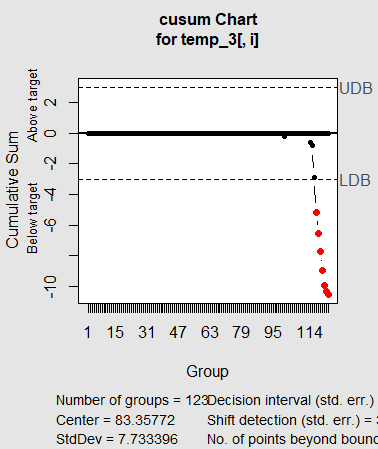 cusum Chart
for temp_3[, i]
Cumulative Sum
Above target
Below target
2
0
-2
-4
-6
-10
UDB
LDB
1 15 31 47 63 79 95 114
Group
Number of groups = 123
Decision interval (std. err.)
Center = 83.35772
Shift detection (std. err.) =
StdDev = 7.733396
No. of points beyond bound